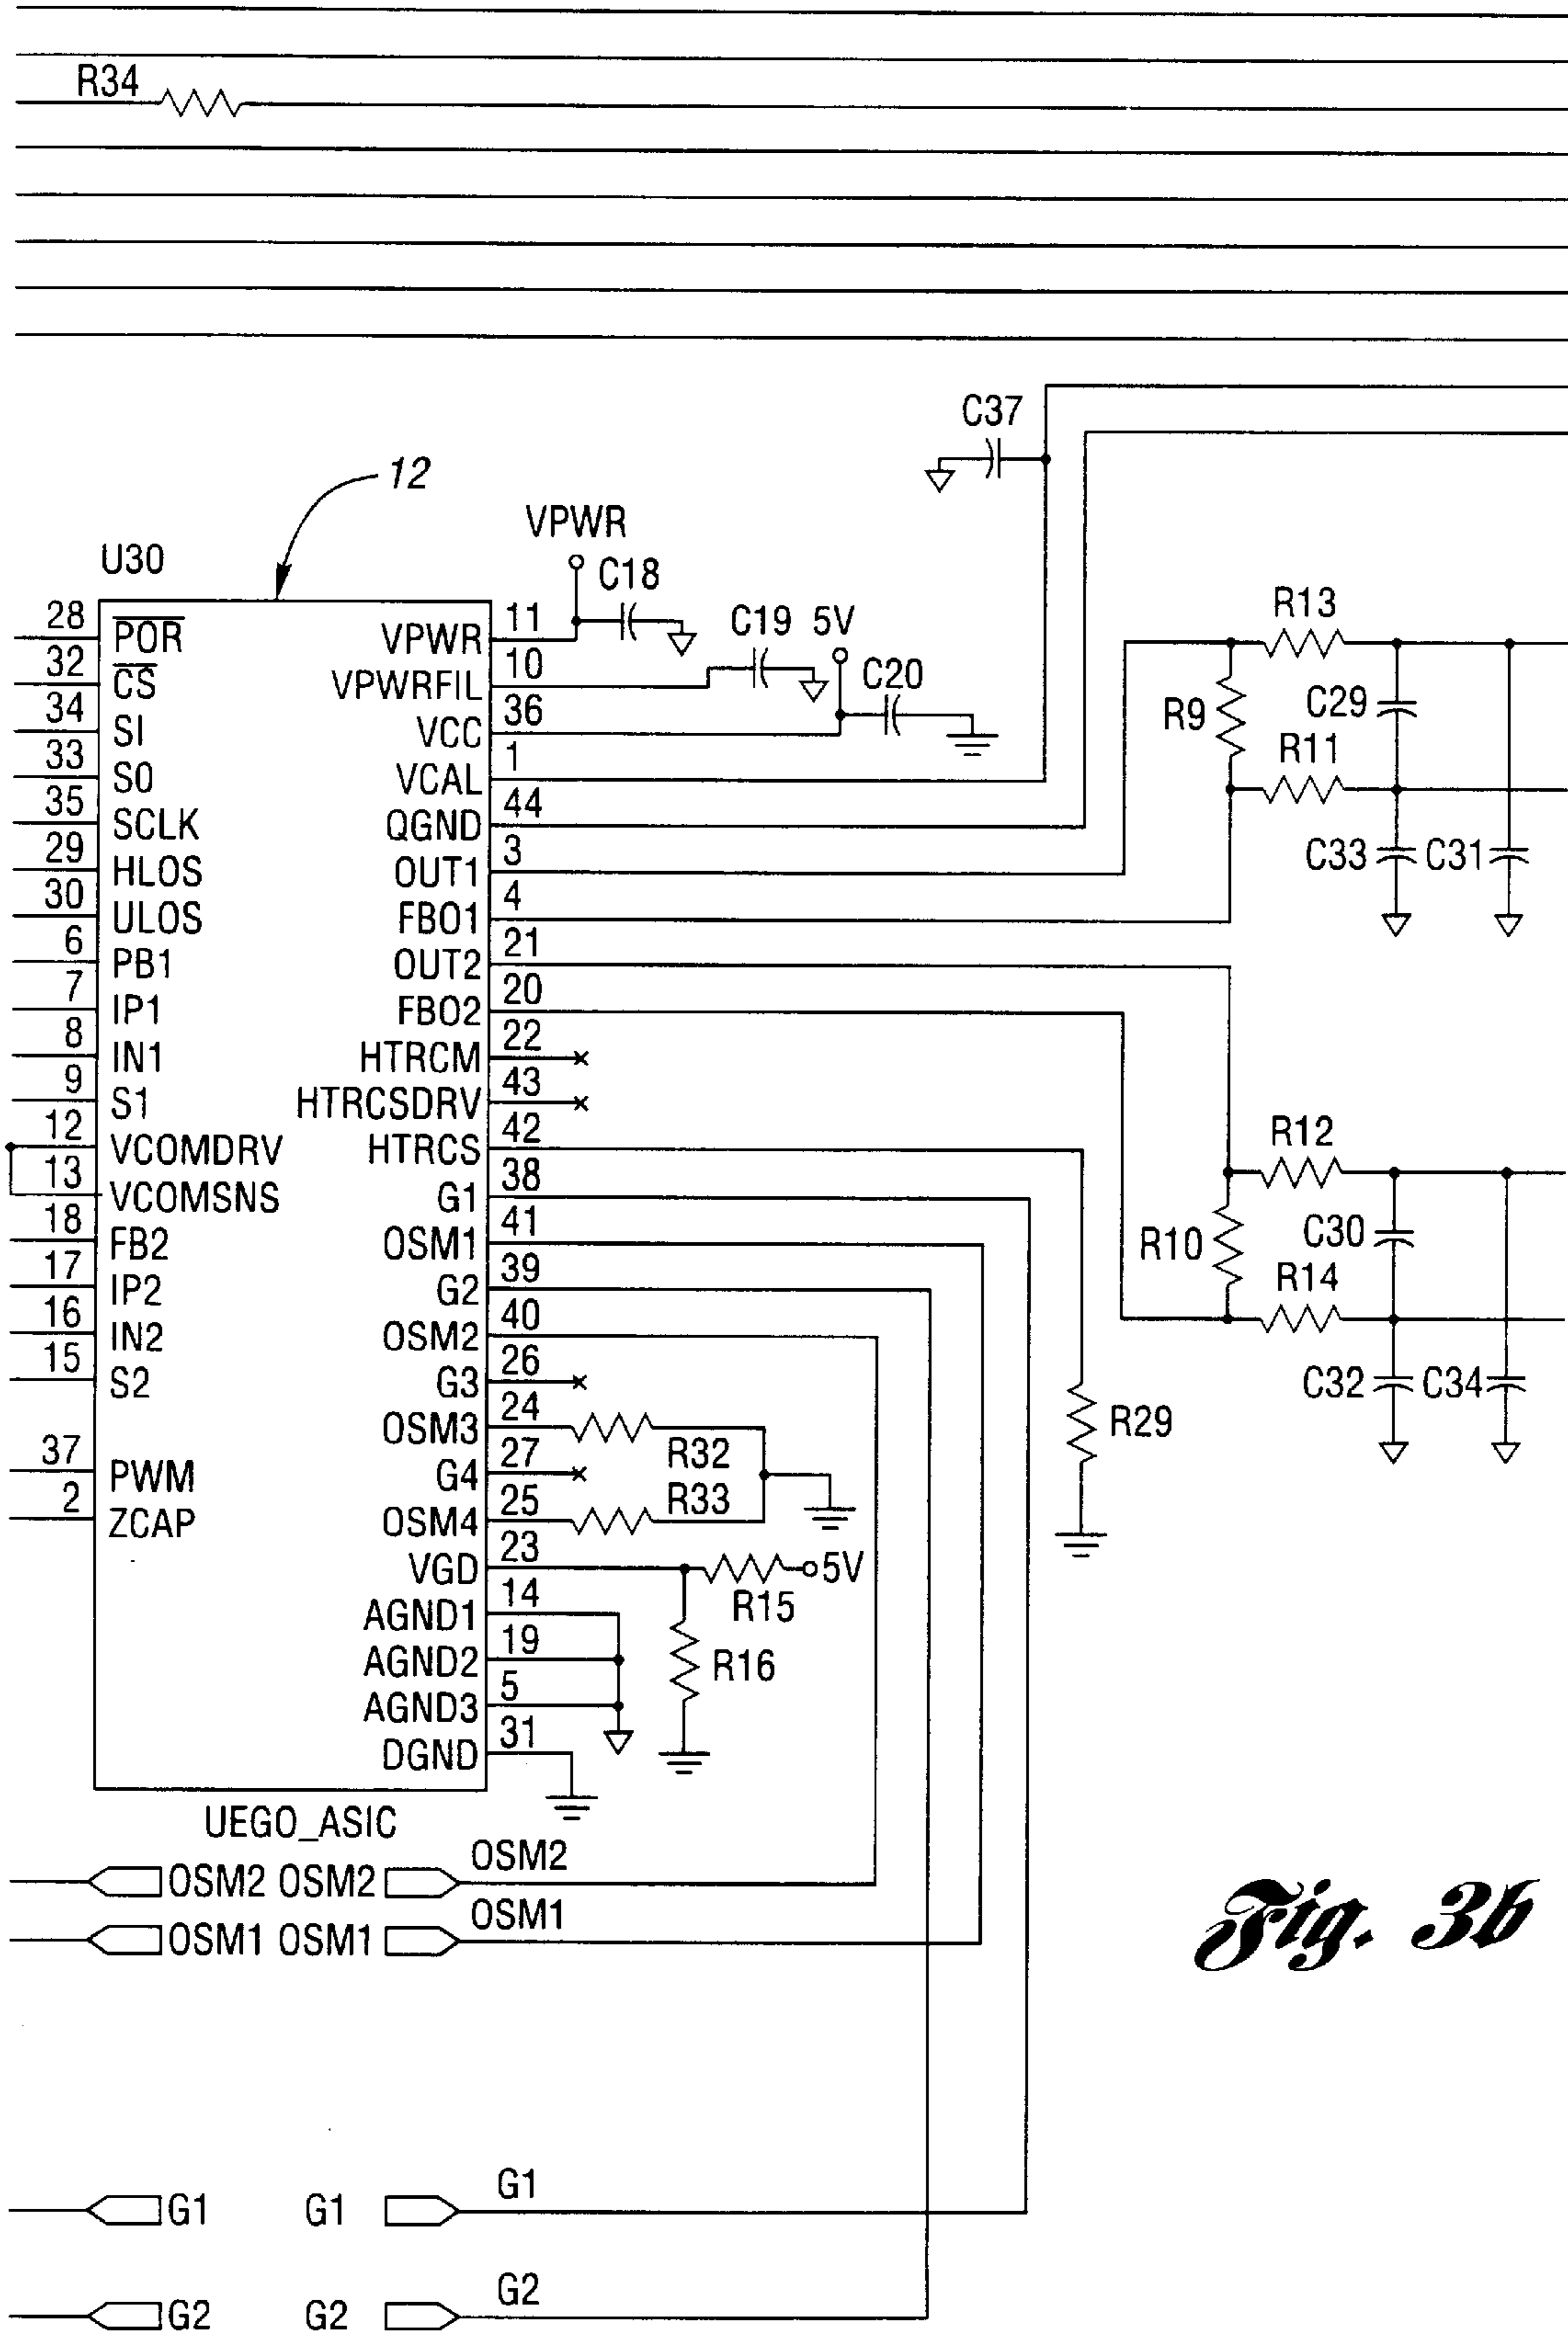 R34
C37
12
VPWR
U30
C18
28 POR VPWR 11
C19 5V
R13
32 CS VPWRFIL 10
C20
34 SI VCC 36
R9 C29
33 S0 VCAL 1
R11
35 SCLK QGND 44
29 HLOS OUT1 3
C33 C31
30 ULOS FBO1 4
6 PB1 OUT2 21
7 IP1 FBO2 20
8 IN1 HTRCM 22
9 S1 HTRCSDRV 43
12 VCOMDRV HTRCS 42
R12
13 VCOMSNS G1 38
18 FB2 OSM1 41
R10 C30
17 IP2 G2 39
R14
16 IN2 OSM2 40
15 S2 G3 26
C32 C34
OSM3 24
R32
R29
37 PWM G4 27
R33
2 ZCAP OSM4 25
VGD 23
5V
R15
AGND1 14
AGND2 19
R16
AGND3 5
DGND 31
UEGO_ASIC
OSM2 OSM2 OSM2
OSM1 OSM1 OSM1
Fig. 3b
G1 G1 G1
G2 G2 G2